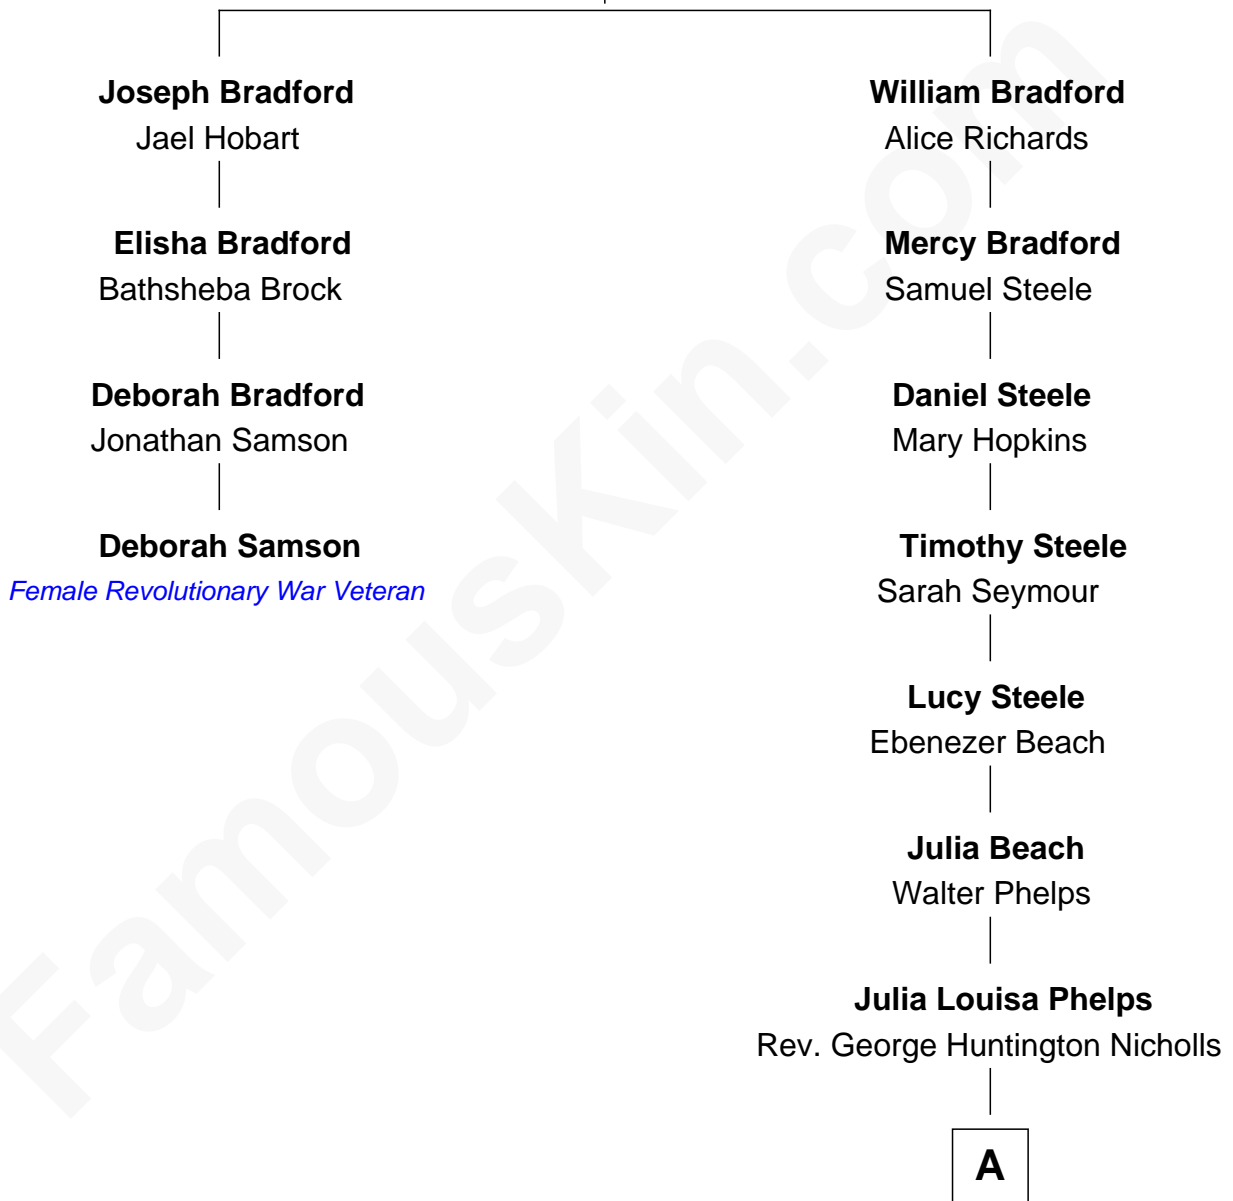 Joseph Bradford
Jael Hobart
Elisha Bradford
Bathsheba Brock
Deborah Bradford
Jonathan Samson
Deborah Samson
Female Revolutionary War Veteran
William Bradford
Alice Richards
Mercy Bradford
Samuel Steele
Daniel Steele
Mary Hopkins
Timothy Steele
Sarah Seymour
Lucy Steele
Ebenezer Beach
Julia Beach
Walter Phelps
Julia Louisa Phelps
Rev. George Huntington Nicholls
A
FamousKin.com